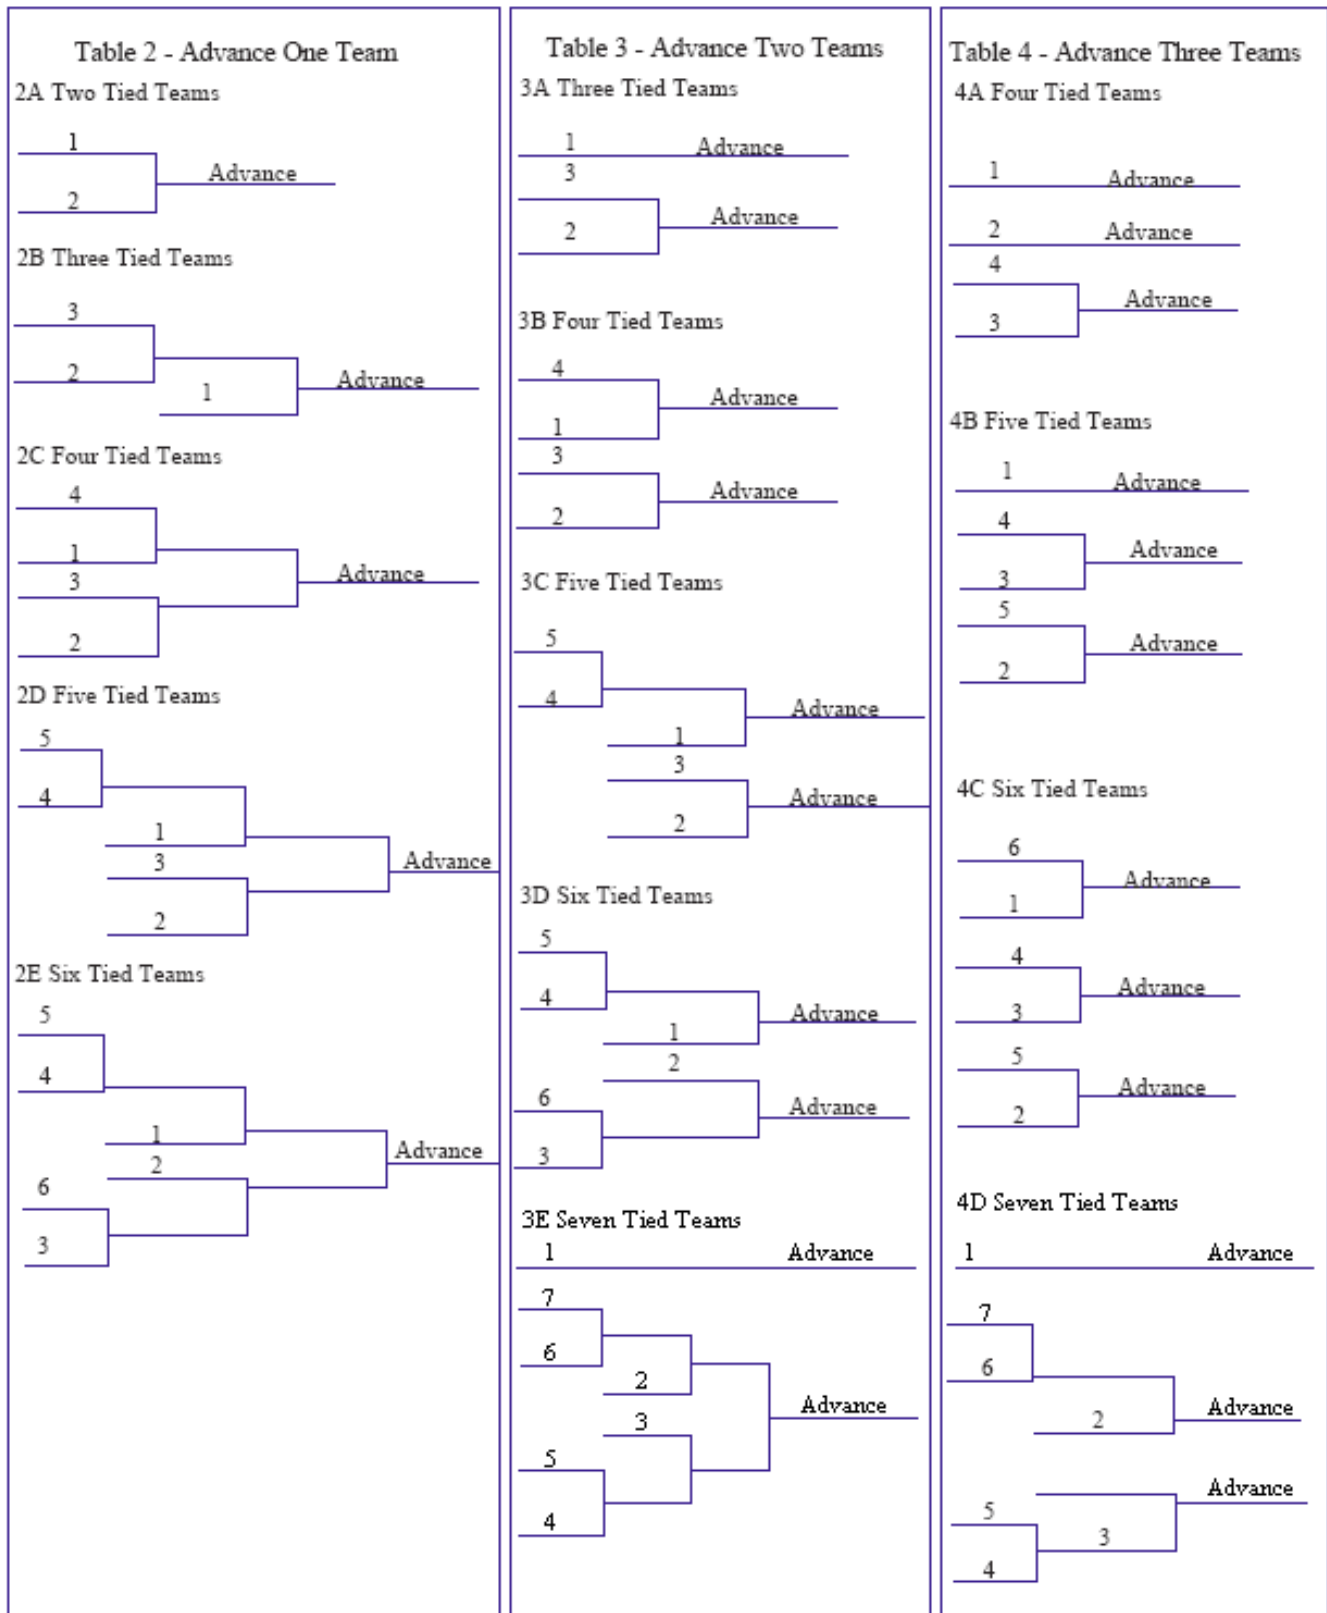 Table 2 - Advance One Team
2A Two Tied Teams
1
Advance
2
2B Three Tied Teams
3
2
Advance
1
2C Four Tied Teams
4
1
Advance
3
2
2D Five Tied Teams
5
4
1
3
Advance
2
2E Six Tied Teams
5
4
1
Advance
2
6
3
Table 3 - Advance Two Teams
3A Three Tied Teams
1
Advance
3
Advance
2
3B Four Tied Teams
4
Advance
1
3
Advance
2
3C Five Tied Teams
5
4
Advance
1
3
Advance
2
3D Six Tied Teams
5
4
Advance
1
2
6
Advance
3
3E Seven Tied Teams
1 Advance
7
6
2
Advance
3
5
4
Table 4 - Advance Three Teams
4A Four Tied Teams
1
Advance
2
Advance
4
Advance
3
4B Five Tied Teams
1
Advance
4
Advance
3
5
Advance
2
4C Six Tied Teams
6
Advance
1
4
Advance
3
5
Advance
2
4D Seven Tied Teams
1 Advance
7
6
Advance
2
Advance
5
3
4